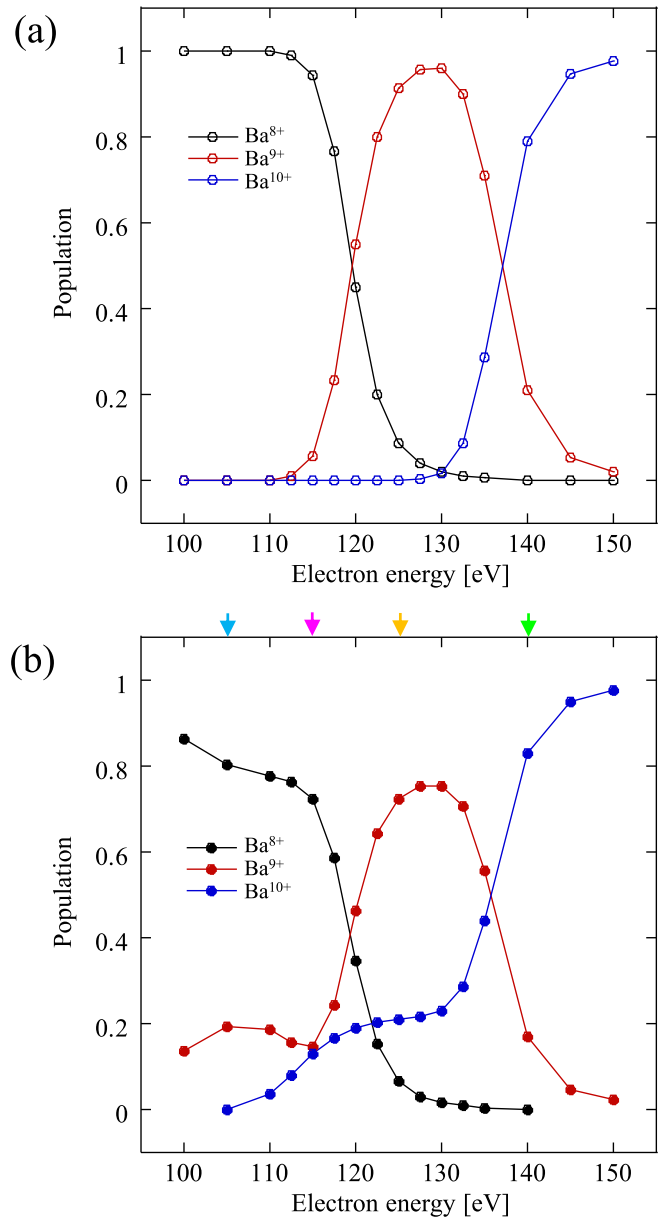 (a)
1
0.8
0.6
0.4
0.2
0
Population
Ba⁸⁺
Ba⁹⁺
Ba¹⁰⁺
100 110 120 130 140 150
Electron energy [eV]
(b)
1
0.8
0.6
0.4
0.2
0
Population
Ba⁸⁺
Ba⁹⁺
Ba¹⁰⁺
100 110 120 130 140 150
Electron energy [eV]